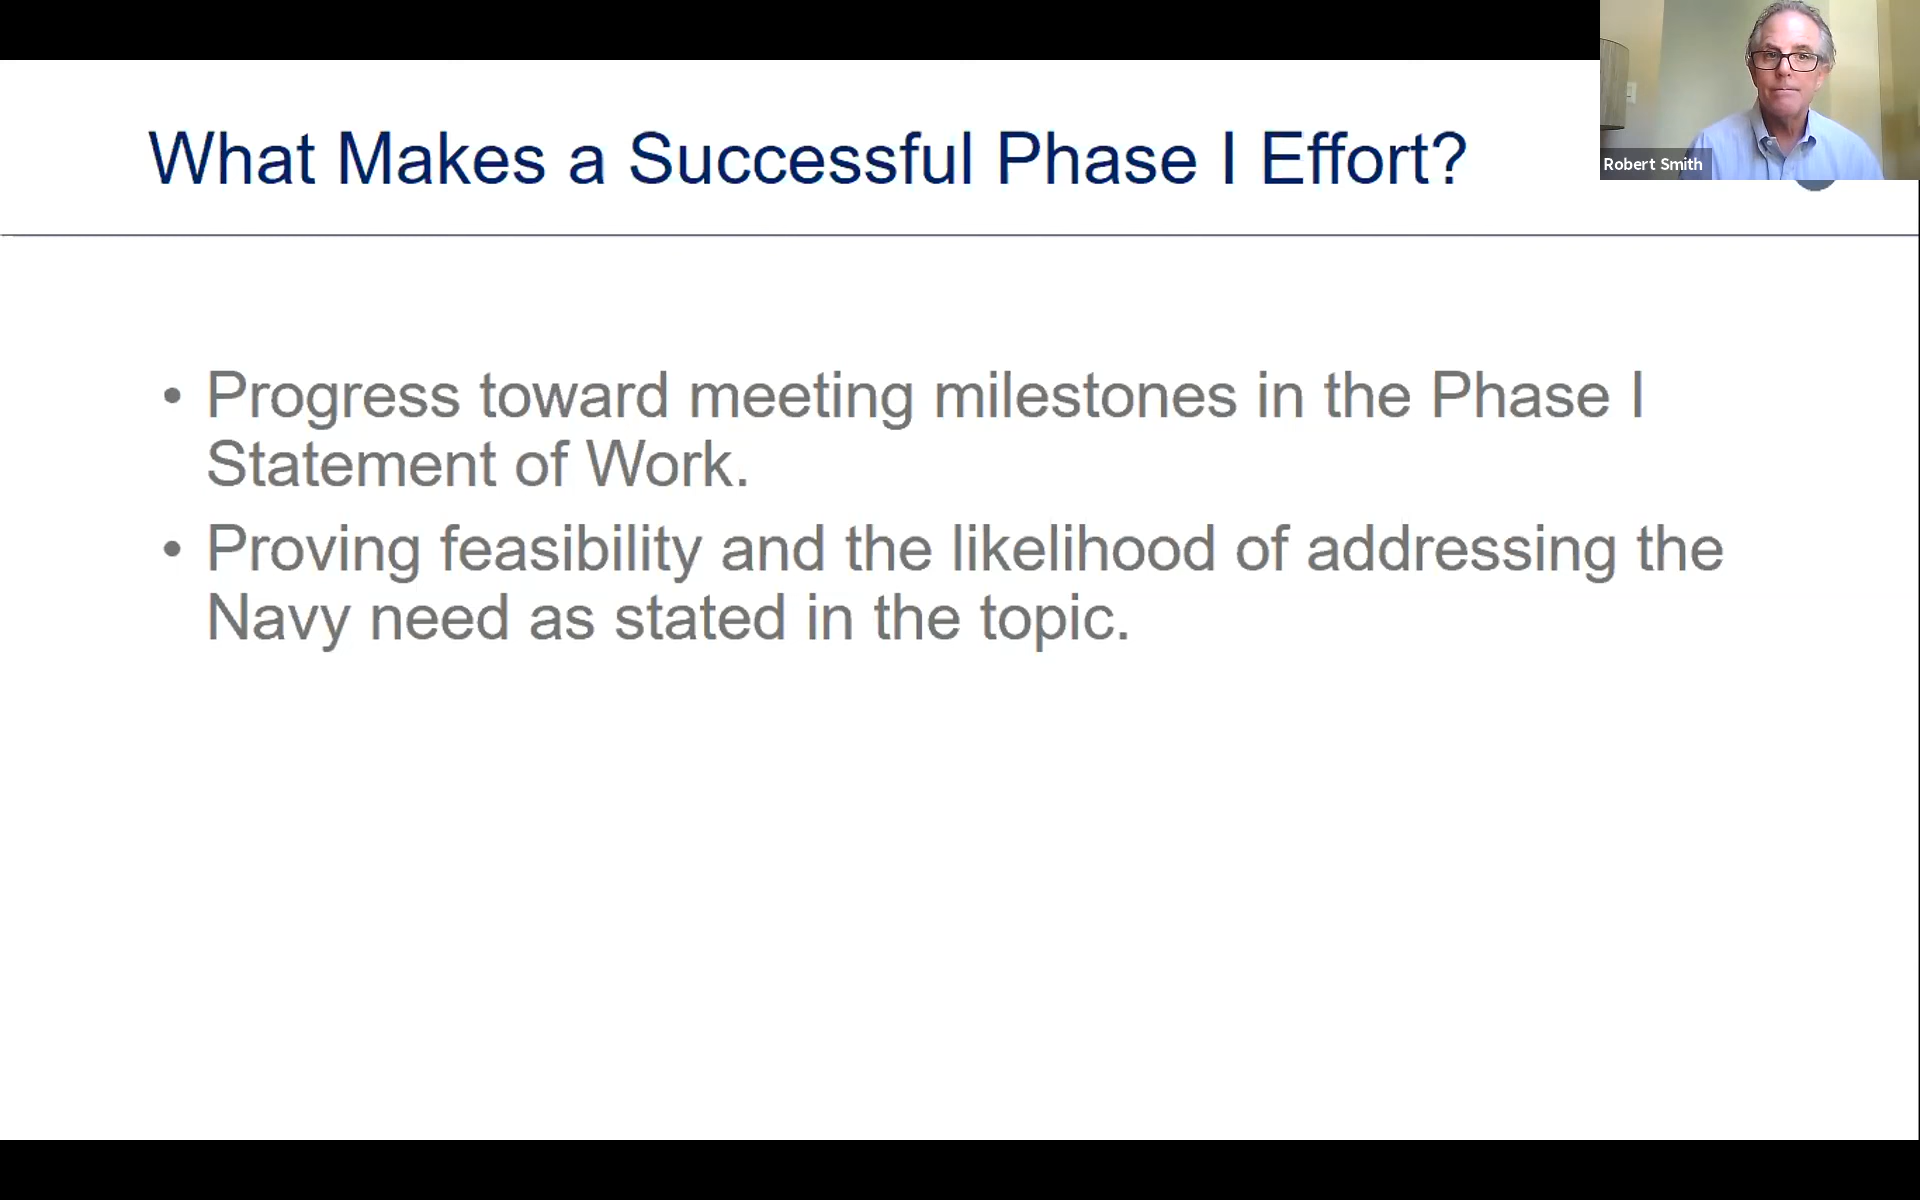 What Makes a Successful Phase I Effort?
Robert Smith
• Progress toward meeting milestones in the Phase I
Statement of Work.
• Proving feasibility and the likelihood of addressing the
Navy need as stated in the topic.